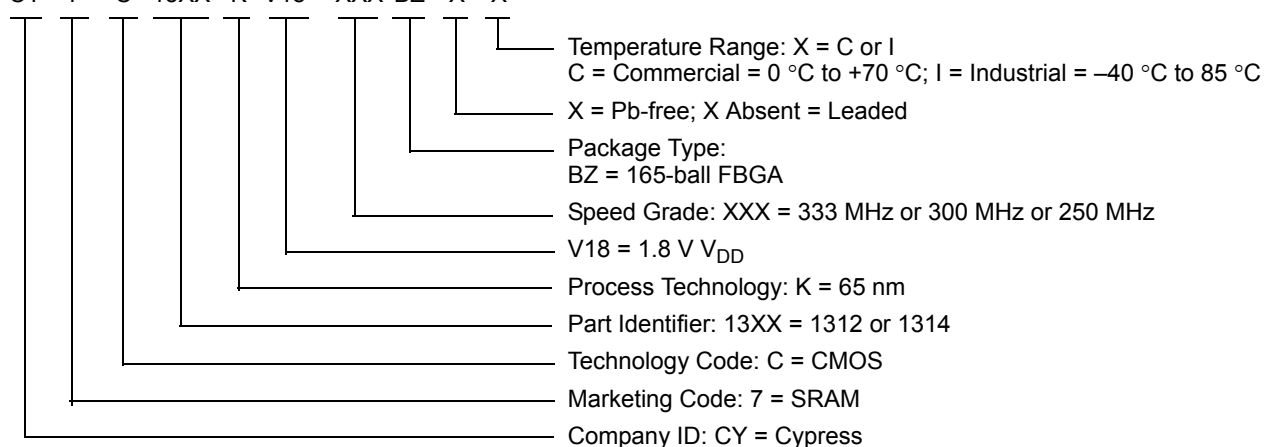 Temperature Range: X = C or I
C = Commercial = 0 °C to +70 °C; I = Industrial = –40 °C to 85 °C
X = Pb-free; X Absent = Leaded
Package Type:
BZ = 165-ball FBGA
Speed Grade: XXX = 333 MHz or 300 MHz or 250 MHz
V18 = 1.8 V VDD
Process Technology: K = 65 nm
Part Identifier: 13XX = 1312 or 1314
Technology Code: C = CMOS
Marketing Code: 7 = SRAM
Company ID: CY = Cypress